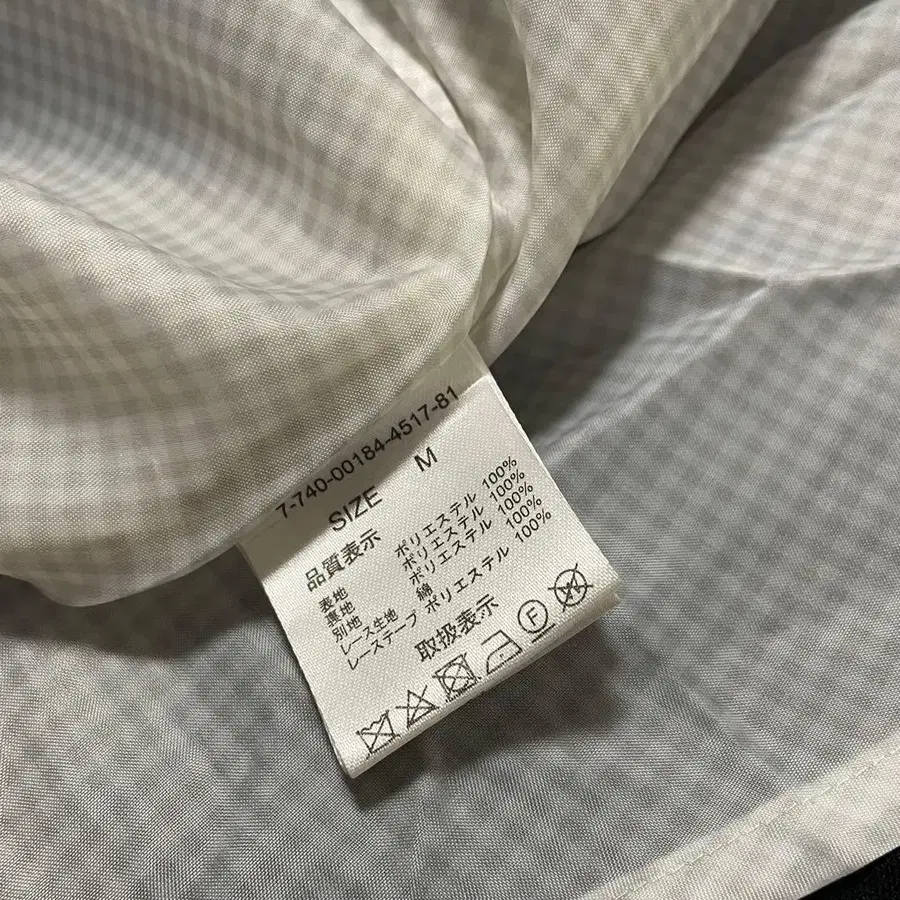 7-740-00184-4517-81
SIZE M
品質表示
表地 ポリエステル 100%
裏地 ポリエステル 100%
別地 ポリエステル 100%
レース生地 綿 100%
レーステープ ポリエステル 100%
取扱表示
F
W